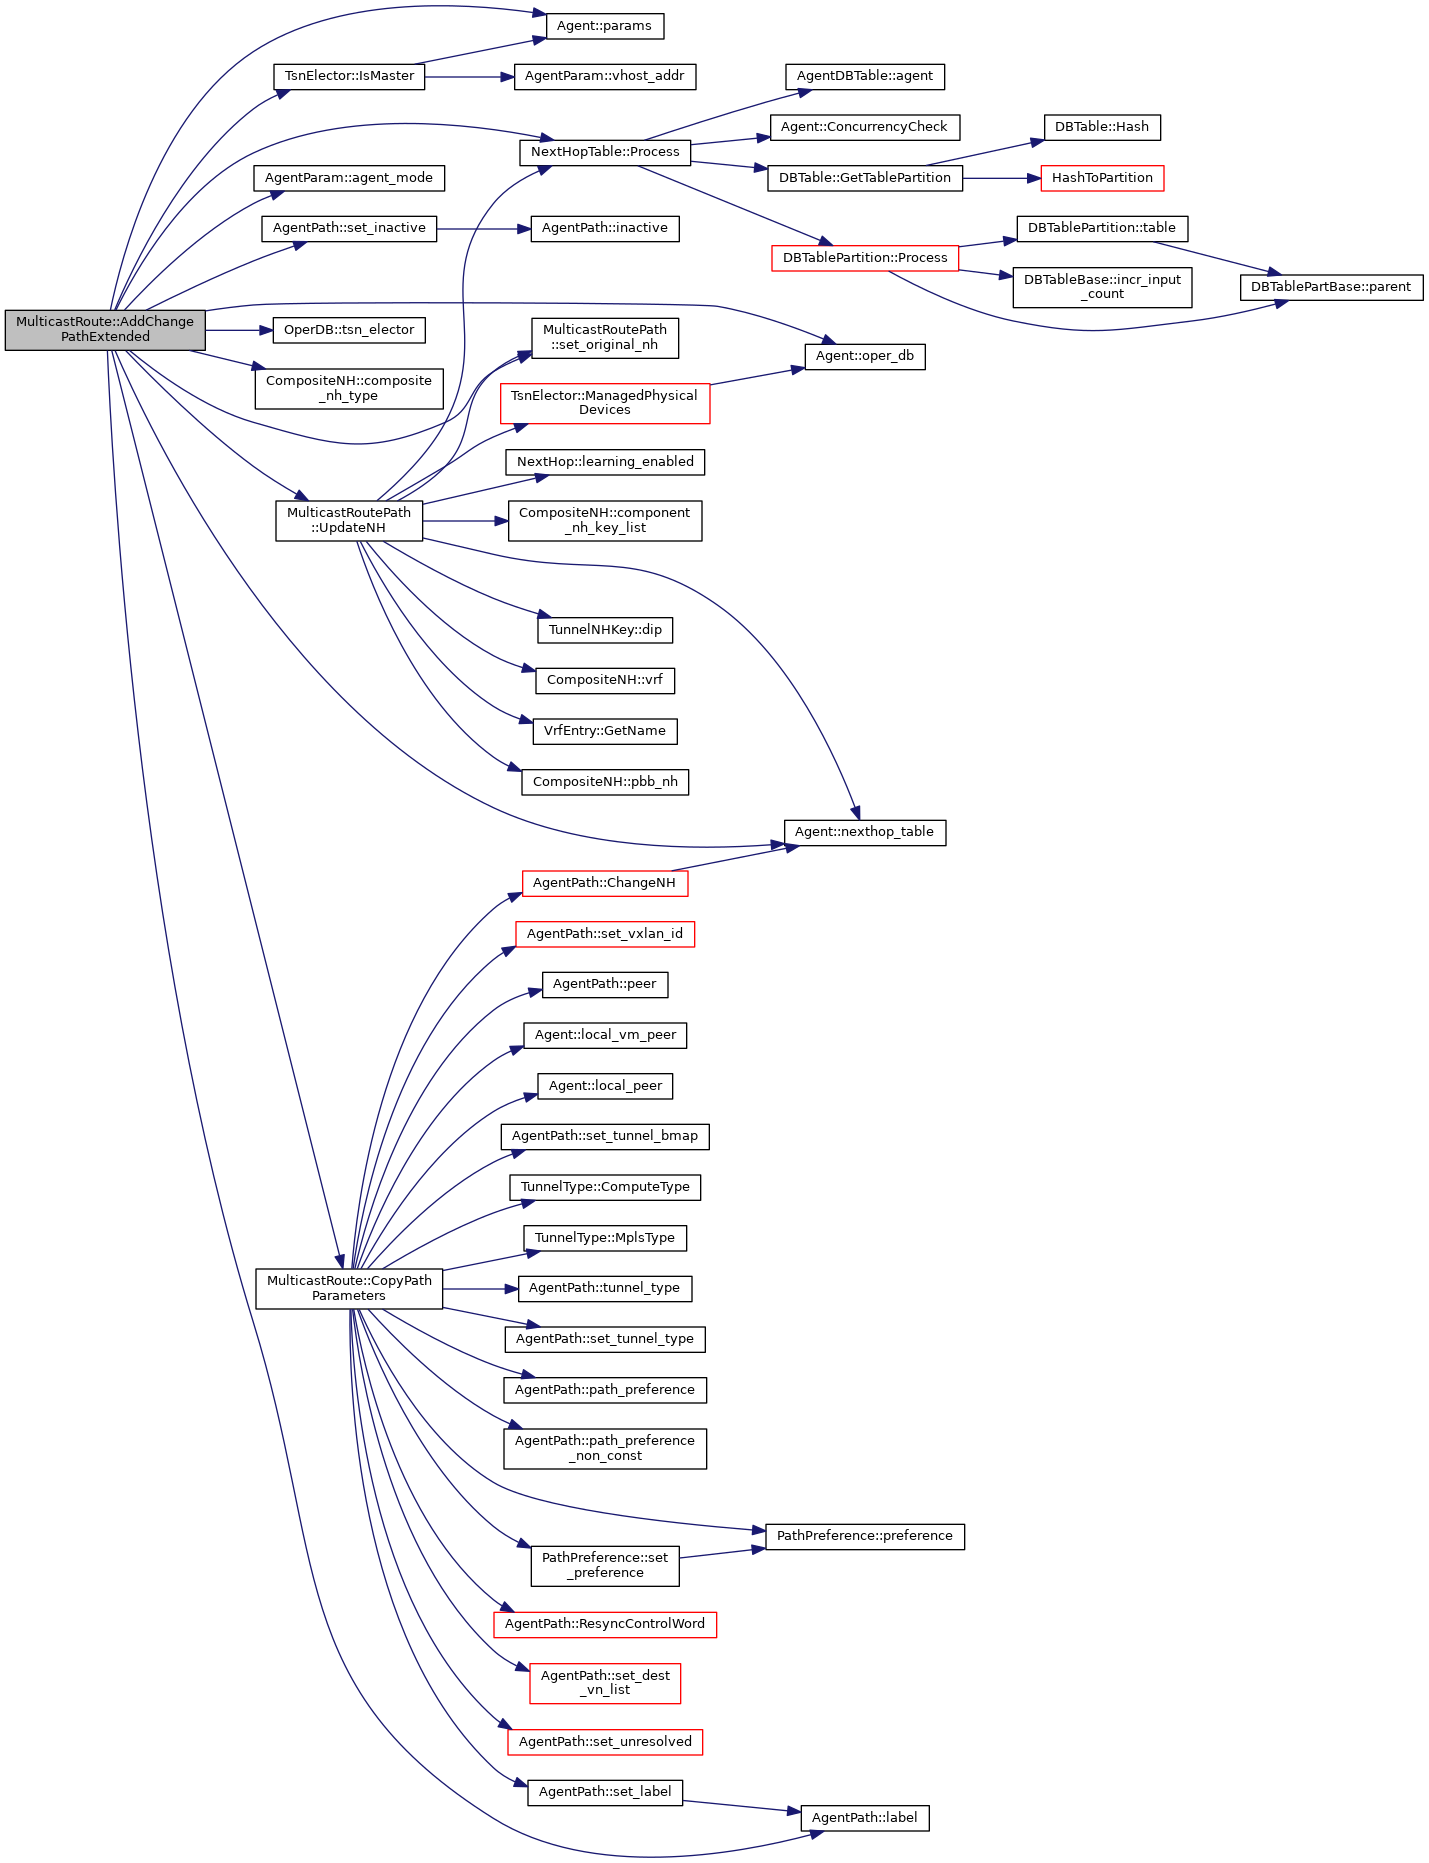 Agent::params
TsnElector::IsMaster
AgentParam::vhost_addr
AgentDBTable::agent
Agent::ConcurrencyCheck
DBTable::Hash
NextHopTable::Process
DBTable::GetTablePartition
HashToPartition
AgentParam::agent_mode
AgentPath::set_inactive
AgentPath::inactive
DBTablePartition::table
DBTablePartition::Process
DBTableBase::incr_input
_count
DBTablePartBase::parent
MulticastRoute::AddChange
PathExtended
OperDB::tsn_elector
MulticastRoutePath
::set_original_nh
Agent::oper_db
CompositeNH::composite
_nh_type
TsnElector::ManagedPhysical
Devices
NextHop::learning_enabled
MulticastRoutePath
::UpdateNH
CompositeNH::component
_nh_key_list
TunnelNHKey::dip
CompositeNH::vrf
VrfEntry::GetName
CompositeNH::pbb_nh
Agent::nexthop_table
AgentPath::ChangeNH
AgentPath::set_vxlan_id
AgentPath::peer
Agent::local_vm_peer
Agent::local_peer
AgentPath::set_tunnel_bmap
TunnelType::ComputeType
TunnelType::MplsType
MulticastRoute::CopyPath
Parameters
AgentPath::tunnel_type
AgentPath::set_tunnel_type
AgentPath::path_preference
AgentPath::path_preference
_non_const
PathPreference::preference
PathPreference::set
_preference
AgentPath::ResyncControlWord
AgentPath::set_dest
_vn_list
AgentPath::set_unresolved
AgentPath::set_label
AgentPath::label